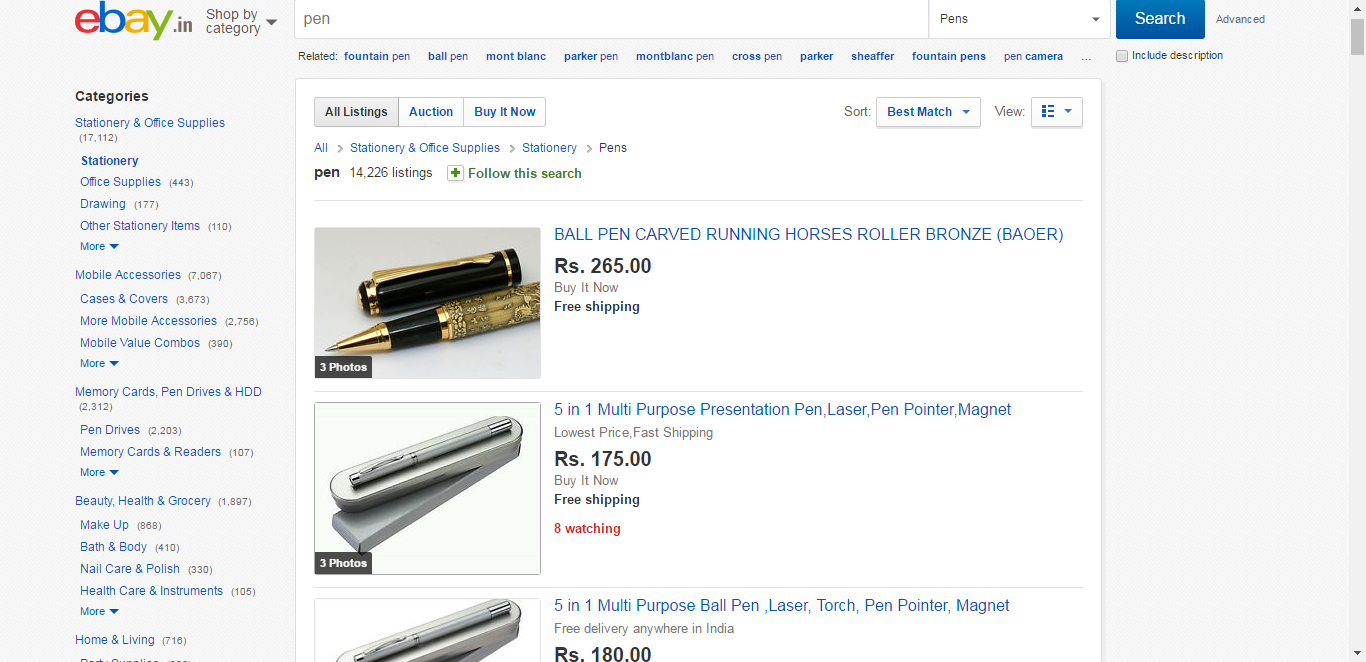 ebay.in
Shop by
category
pen
Pens
Search
Advanced
Related: fountain pen ball pen mont blanc parker pen montblanc pen cross pen parker sheaffer fountain pens pen camera ...
Include description
Categories
Stationery & Office Supplies
(17,112)
Stationery
Office Supplies (443)
Drawing (177)
Other Stationery Items (110)
More
Mobile Accessories (7,067)
Cases & Covers (3,673)
More Mobile Accessories (2,756)
Mobile Value Combos (390)
More
Memory Cards, Pen Drives & HDD
(2,312)
Pen Drives (2,203)
Memory Cards & Readers (107)
More
Beauty, Health & Grocery (1,897)
Make Up (868)
Bath & Body (410)
Nail Care & Polish (330)
Health Care & Instruments (105)
More
Home & Living (716)
All Listings Auction Buy It Now
Sort: Best Match View:
All > Stationery & Office Supplies > Stationery > Pens
pen 14,226 listings + Follow this search
BALL PEN CARVED RUNNING HORSES ROLLER BRONZE (BAOER)
Rs. 265.00
Buy It Now
Free shipping
3 Photos
5 in 1 Multi Purpose Presentation Pen,Laser,Pen Pointer,Magnet
Lowest Price,Fast Shipping
Rs. 175.00
Buy It Now
Free shipping
8 watching
3 Photos
5 in 1 Multi Purpose Ball Pen ,Laser, Torch, Pen Pointer, Magnet
Free delivery anywhere in India
Rs. 180.00